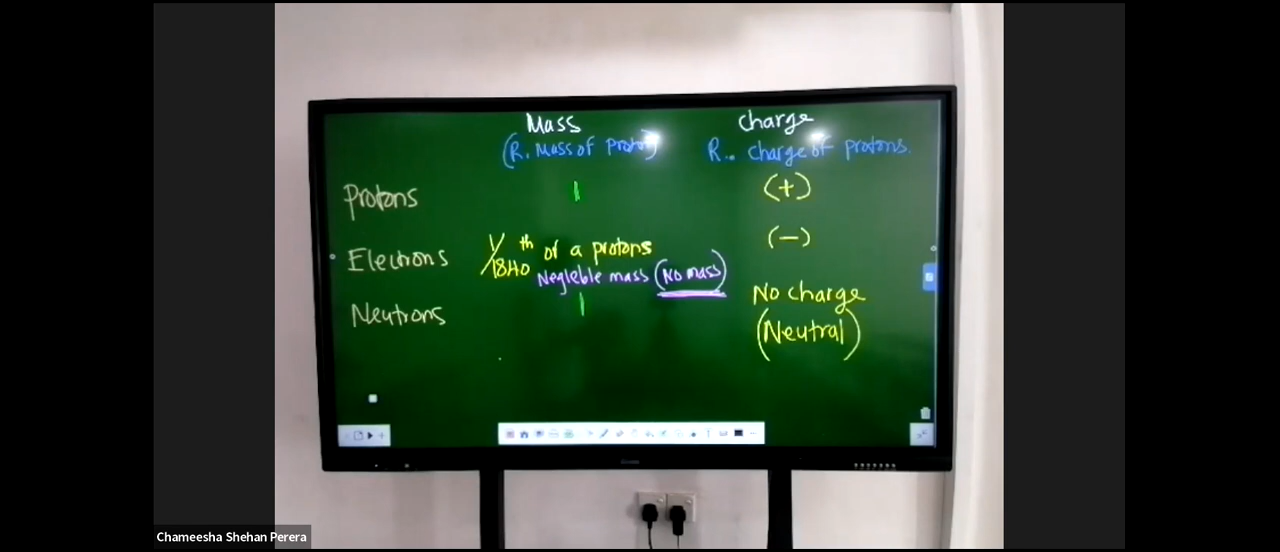 Mass
Charge
(R. Mass of Proton)
R.. Charge of protons.
Protons
1
(+)
Electrons
1/1840 th of a protons
(-)
Neglible mass (No mass)
Neutrons
1
No charge
(Neutral)
Chameesha Shehan Perera